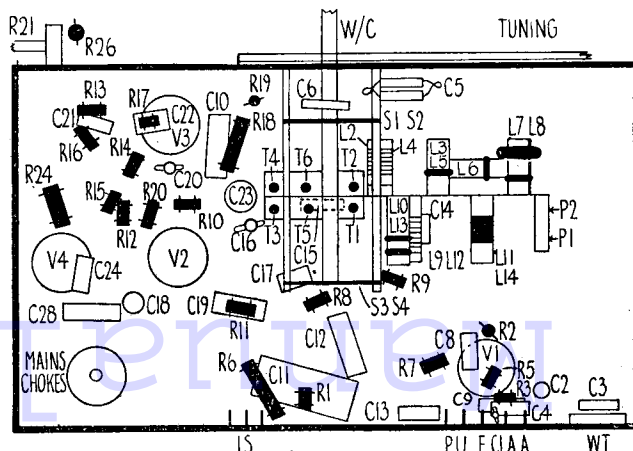 R21
R26
W/C
TUNING
R13
R17
C21
C22
V3
C10
R19
R18
C6
C5
S1 S2
R16
R14
C20
L2
L4
L3
L5
L6
L7 L8
R24
T4
T6
T2
C23
R15
R12
R20
R10
C16
T3
T5
T1
C15
L10
L13
C14
P2
P1
L9 L12
L11
L14
V4
C24
V2
C17
R9
C28
C18
C19
R11
R8
S3 S4
C12
MAINS
CHOKES
R6
C11
R1
C13
C8
R7
R2
V1
R5
R3
C9
C4
C2
C3
LS
PU
E
C1
A
A
WT